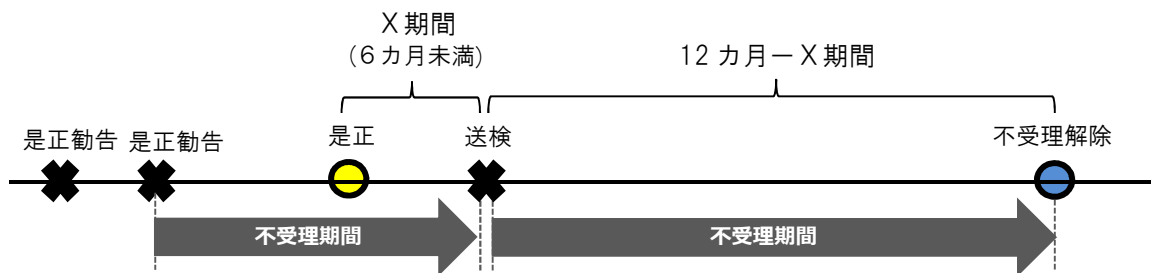 X期間
(6カ月未満)
12カ月－X期間
是正勧告
是正勧告
是正
送検
不受理解除
不受理期間
不受理期間